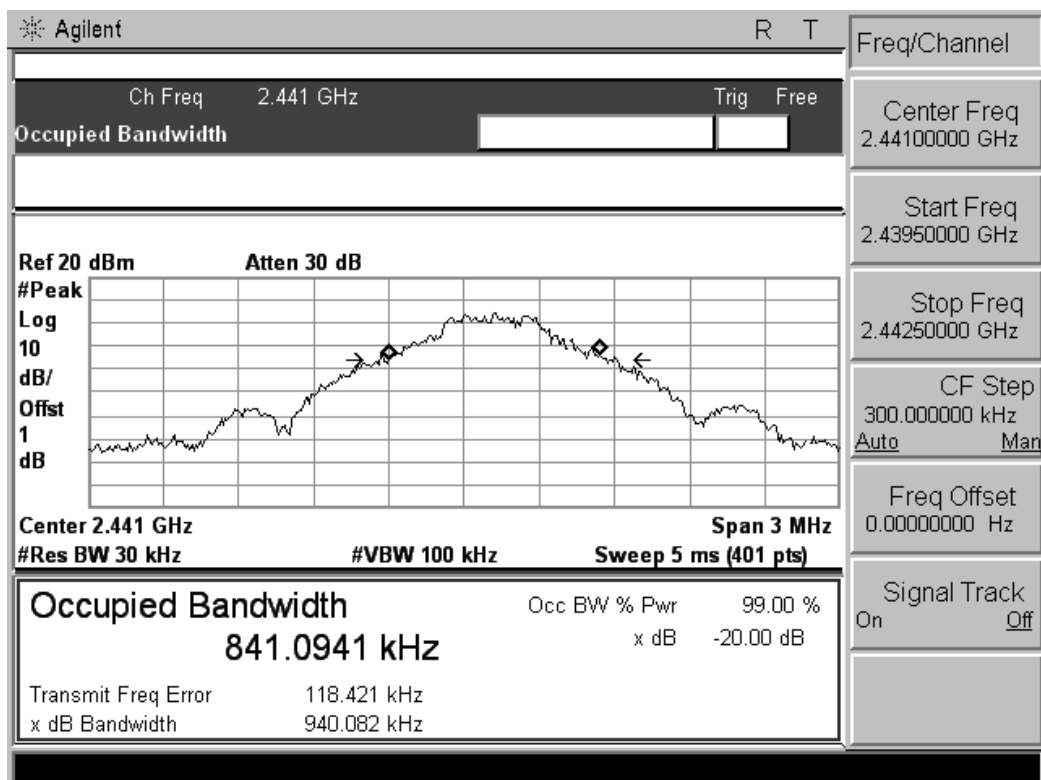 Agilent R T
Ch Freq 2.441 GHz Trig Free
Occupied Bandwidth
Ref 20 dBm Atten 30 dB
#Peak
Log
10
dB/
Offst
1
dB
Center 2.441 GHz Span 3 MHz
#Res BW 30 kHz #VBW 100 kHz Sweep 5 ms (401 pts)
Occupied Bandwidth Occ BW % Pwr 99.00 %
841.0941 kHz x dB -20.00 dB
Transmit Freq Error 118.421 kHz
x dB Bandwidth 940.082 kHz
Freq/Channel
Center Freq
2.44100000 GHz
Start Freq
2.43950000 GHz
Stop Freq
2.44250000 GHz
CF Step
300.000000 kHz
Auto Man
Freq Offset
0.00000000 Hz
Signal Track
On Off